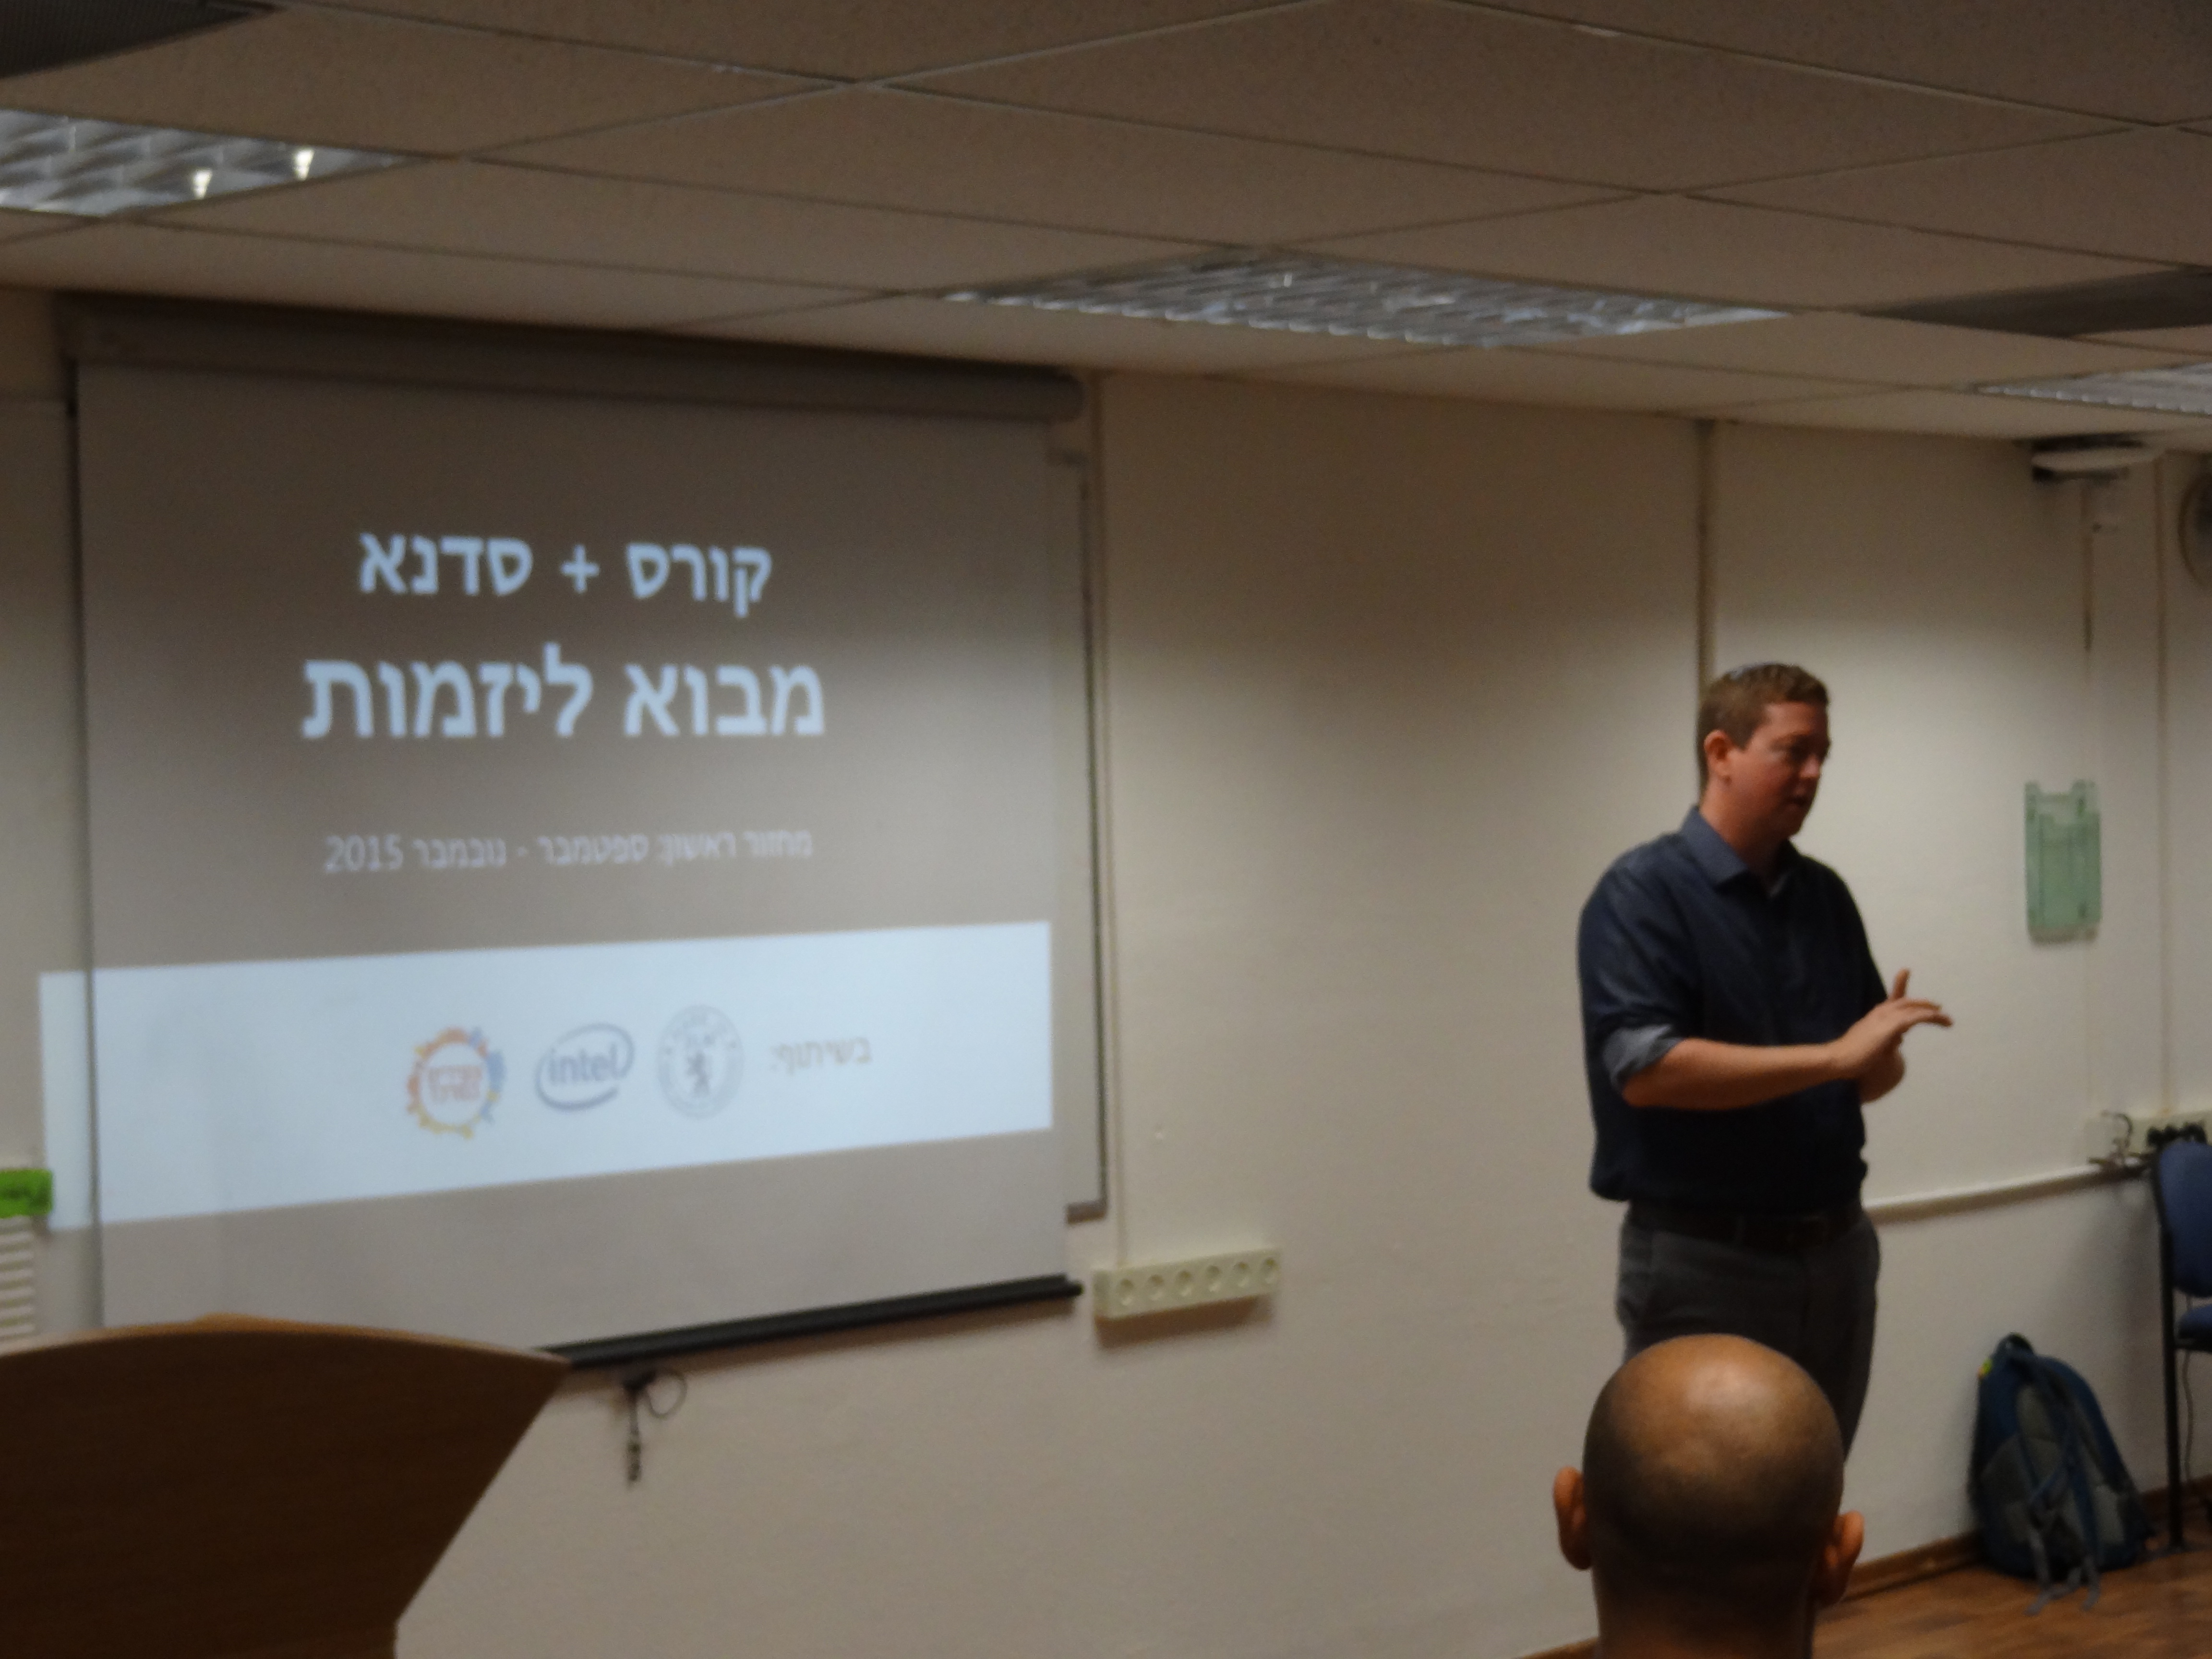 קורס + סדנא
מבוא ליזמות
מחזור ראשון: ספטמבר - נובמבר 2015
בשיתוף:
intel